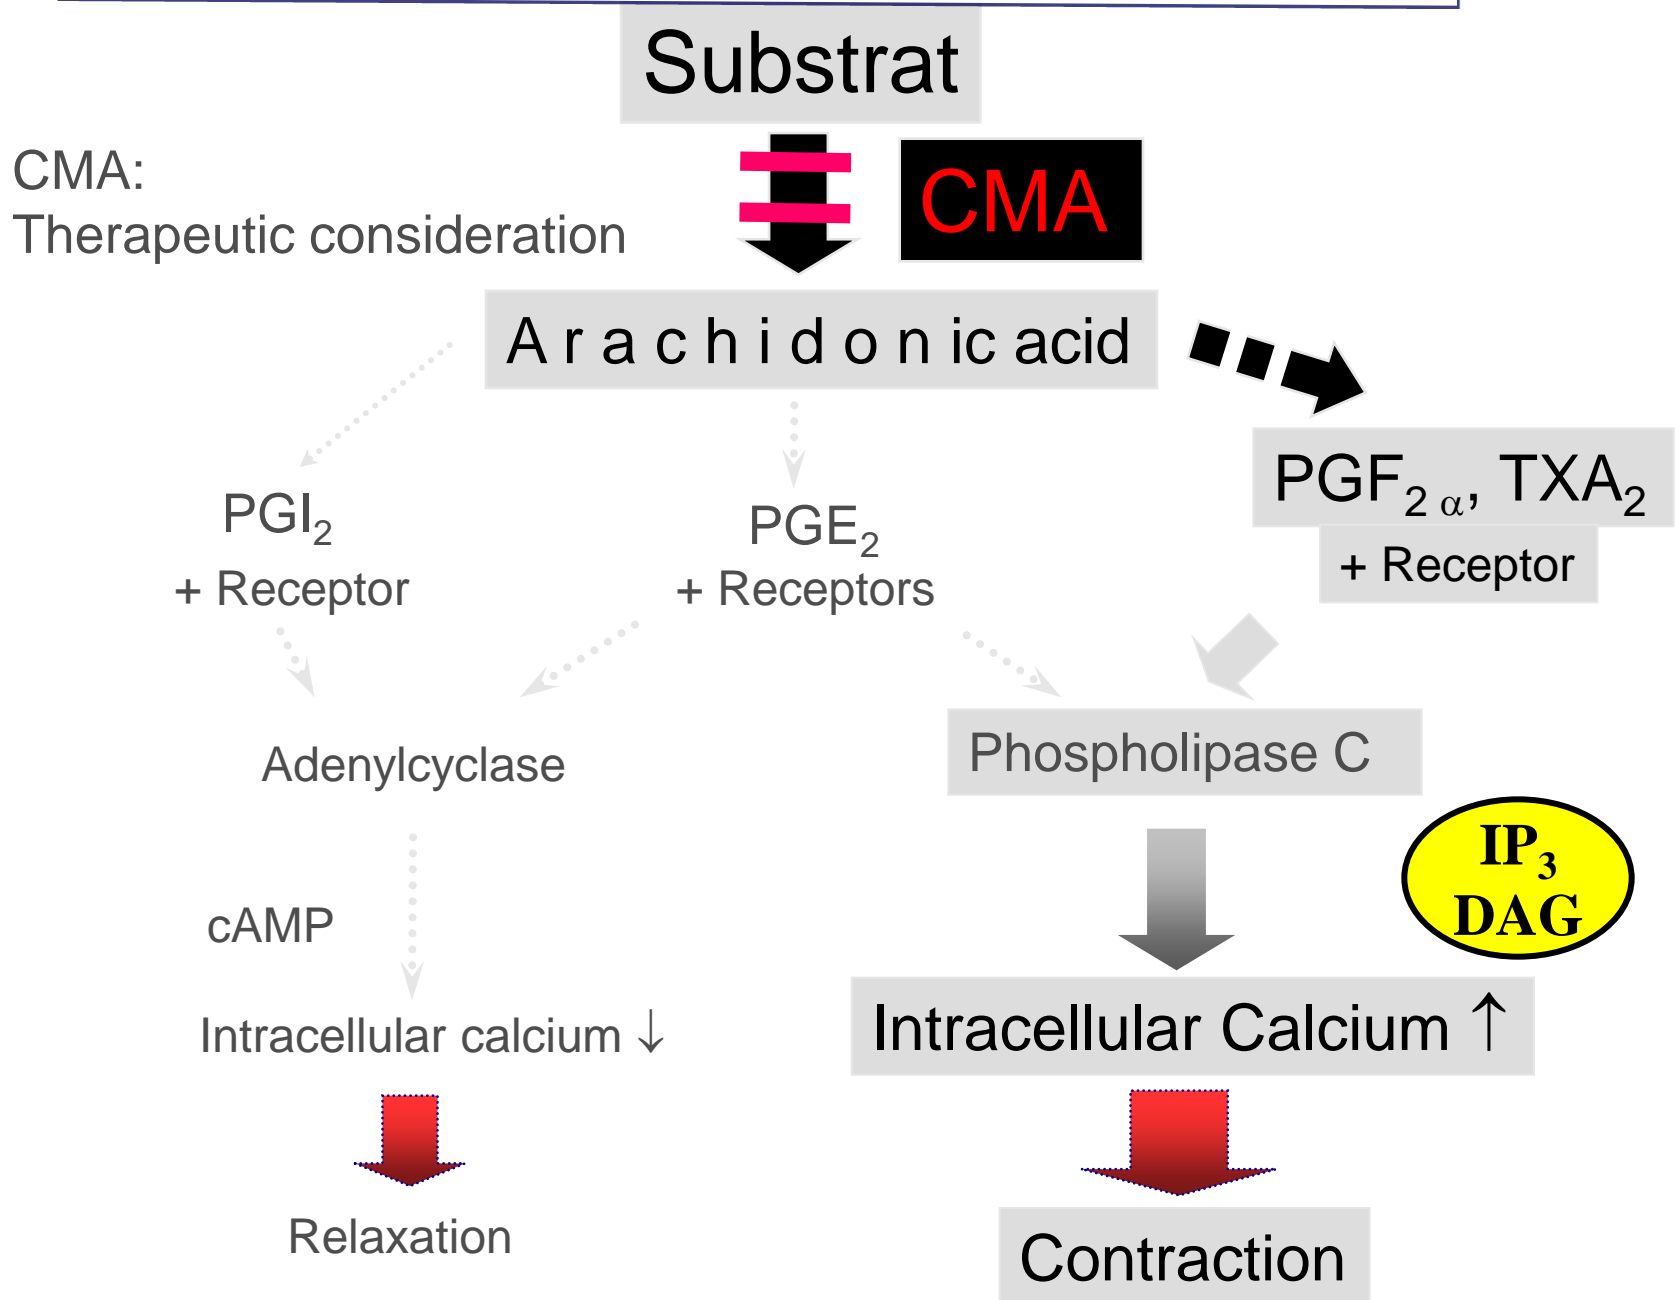 Substrat
CMA:
Therapeutic consideration
CMA
A r a c h i d o n ic acid
PGI2
+ Receptor
PGE2
+ Receptors
PGF2 α, TXA2
+ Receptor
Adenylcyclase
Phospholipase C
cAMP
IP3
DAG
Intracellular calcium ↓
Intracellular Calcium ↑
Relaxation
Contraction